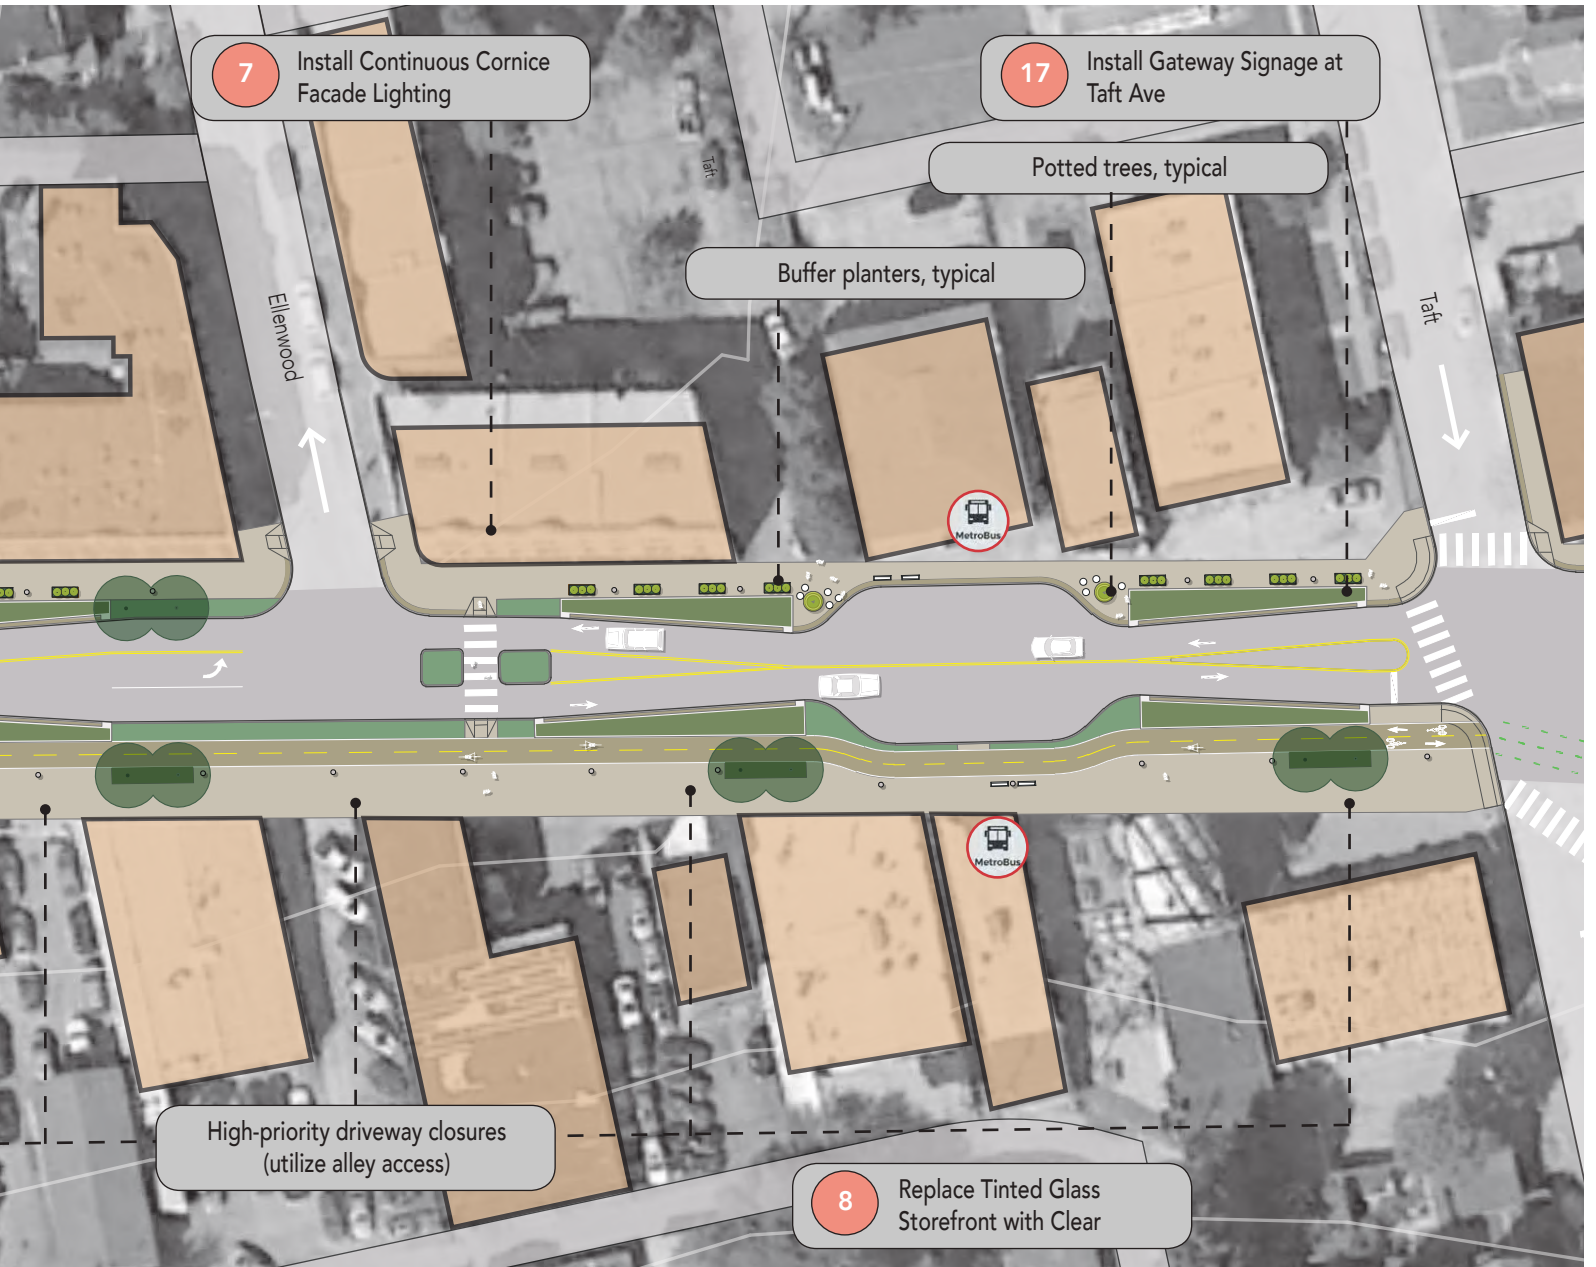 7
Install Continuous Cornice
Facade Lighting
17
Install Gateway Signage at
Taft Ave
Potted trees, typical
Taft
Buffer planters, typical
Ellenwood
Taft
MetroBus
MetroBus
High-priority driveway closures
(utilize alley access)
8
Replace Tinted Glass
Storefront with Clear